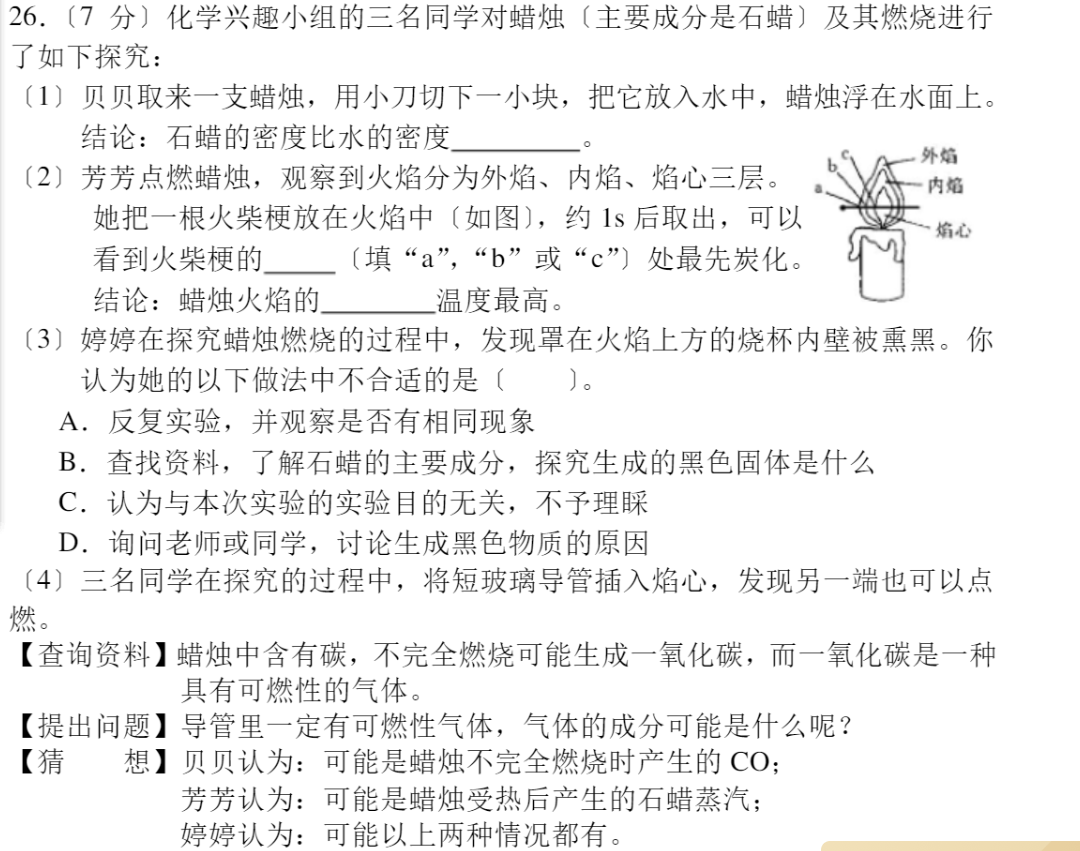 26.〔7 分〕化学兴趣小组的三名同学对蜡烛〔主要成分是石蜡〕及其燃烧进行
了如下探究：
〔1〕贝贝取来一支蜡烛，用小刀切下一小块，把它放入水中，蜡烛浮在水面上。
结论：石蜡的密度比水的密度_________。
〔2〕芳芳点燃蜡烛，观察到火焰分为外焰、内焰、焰心三层。
她把一根火柴梗放在火焰中〔如图〕，约 1s 后取出，可以
看到火柴梗的_____〔填“a”，“b”或“c”〕处最先炭化。
结论：蜡烛火焰的________温度最高。
a
b
c
外焰
内焰
焰心
〔3〕婷婷在探究蜡烛燃烧的过程中，发现罩在火焰上方的烧杯内壁被熏黑。你
认为她的以下做法中不合适的是〔　　〕。
A．反复实验，并观察是否有相同现象
B．查找资料，了解石蜡的主要成分，探究生成的黑色固体是什么
C．认为与本次实验的实验目的无关，不予理睬
D．询问老师或同学，讨论生成黑色物质的原因
〔4〕三名同学在探究的过程中，将短玻璃导管插入焰心，发现另一端也可以点
燃。
【查询资料】蜡烛中含有碳，不完全燃烧可能生成一氧化碳，而一氧化碳是一种
具有可燃性的气体。
【提出问题】导管里一定有可燃性气体，气体的成分可能是什么呢？
【猜　　想】贝贝认为：可能是蜡烛不完全燃烧时产生的 CO；
芳芳认为：可能是蜡烛受热后产生的石蜡蒸汽；
婷婷认为：可能以上两种情况都有。